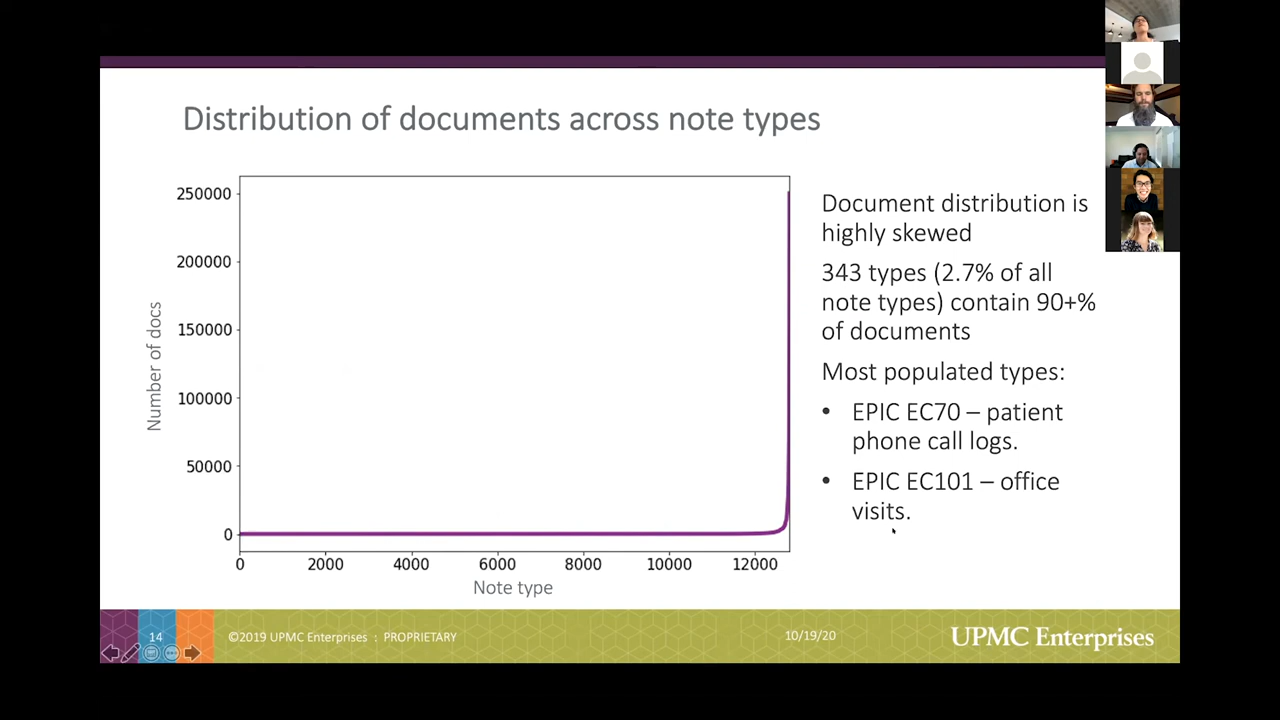 Distribution of documents across note types
250000
200000
150000
100000
50000
0
Number of docs
0 2000 4000 6000 8000 10000 12000
Note type
Document distribution is
highly skewed
343 types (2.7% of all
note types) contain 90+%
of documents
Most populated types:
• EPIC EC70 – patient
phone call logs.
• EPIC EC101 – office
visits.
14
©2019 UPMC Enterprises : PROPRIETARY
10/19/20
UPMC Enterprises